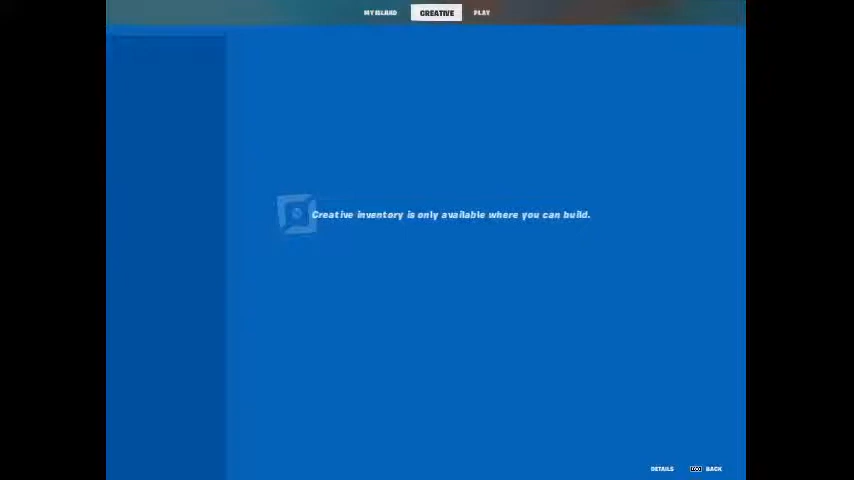 MY ISLAND CREATIVE PLAY
Creative inventory is only available where you can build.
DETAILS BACK